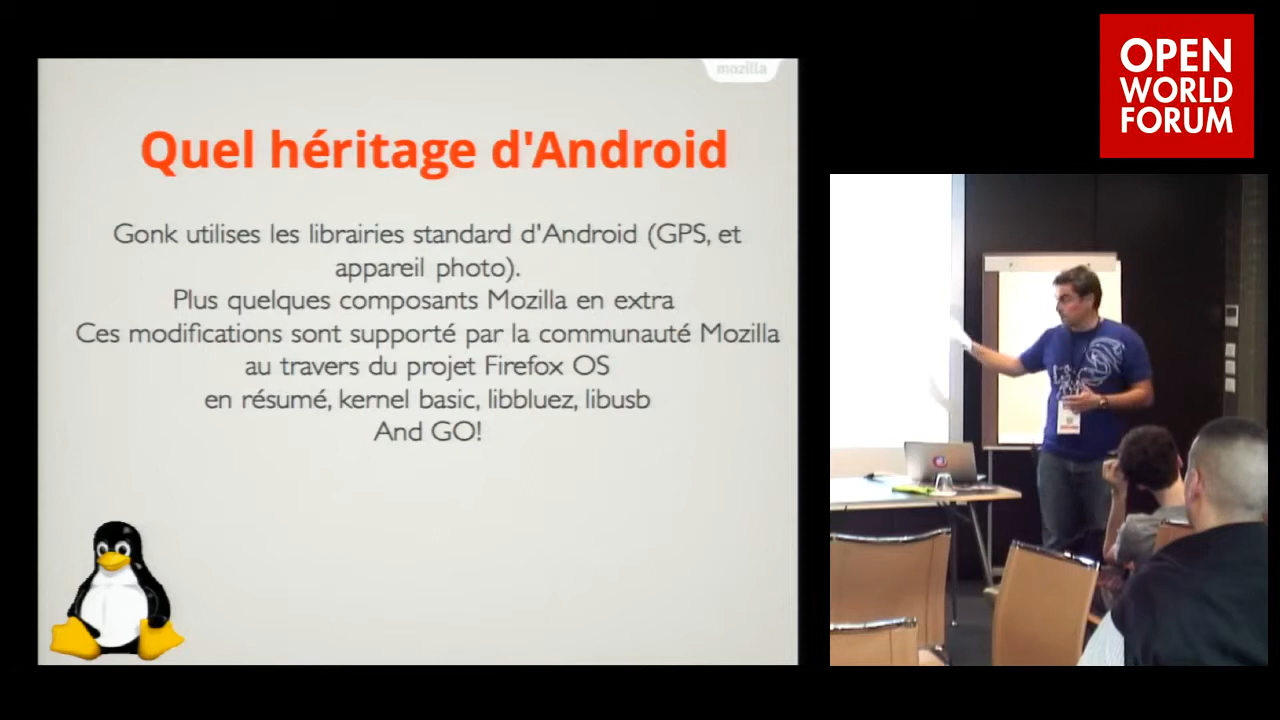 mozilla
Quel héritage d'Android
Gonk utilises les librairies standard d'Android (GPS, et
appareil photo).
Plus quelques composants Mozilla en extra
Ces modifications sont supporté par la communauté Mozilla
au travers du projet Firefox OS
en résumé, kernel basic, libbluez, libusb
And GO!
OPEN
WORLD
FORUM